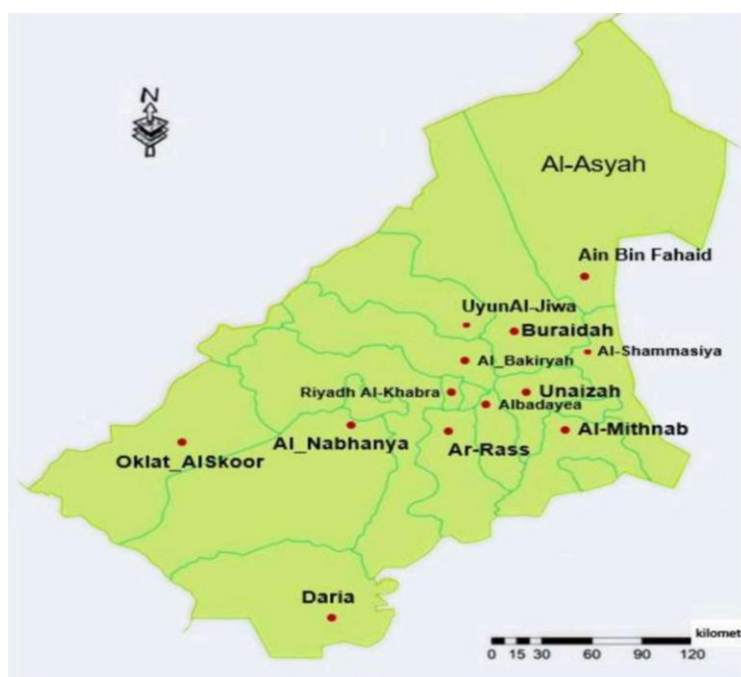 N
Al-Asyah
Ain Bin Fahaid
UyunAl-Jiwa
Buraidah
Al-Shammasiya
Al_Bakiryah
Riyadh Al-Khabra
Unaizah
Albadayea
Al_Nabhanya
Al-Mithnab
Ar-Rass
Oklat_AlSkoor
Daria
kilomet
0 15 30 60 90 120